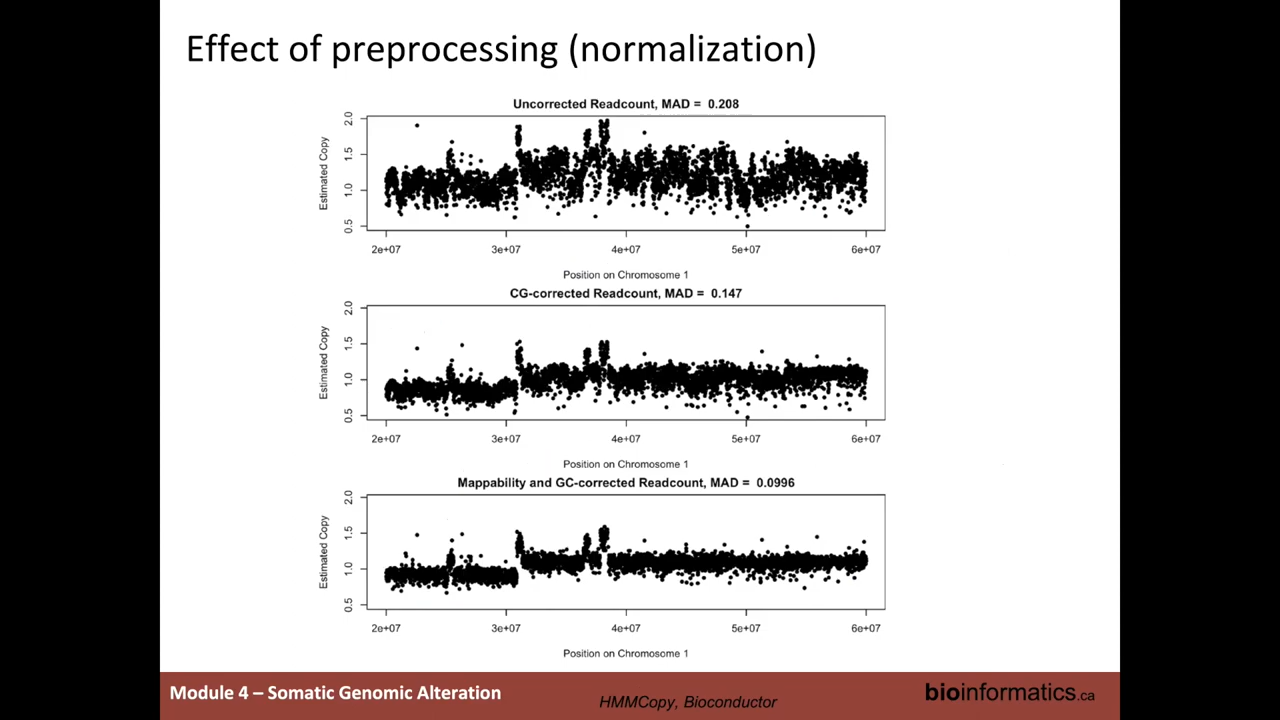 Effect of preprocessing (normalization)
Uncorrected Readcount, MAD = 0.208
Estimated Copy
2.0
1.5
1.0
0.5
2e+07 3e+07 4e+07 5e+07 6e+07
Position on Chromosome 1
CG-corrected Readcount, MAD = 0.147
Estimated Copy
2.0
1.5
1.0
0.5
2e+07 3e+07 4e+07 5e+07 6e+07
Position on Chromosome 1
Mappability and GC-corrected Readcount, MAD = 0.0996
Estimated Copy
2.0
1.5
1.0
0.5
2e+07 3e+07 4e+07 5e+07 6e+07
Position on Chromosome 1
Module 4 – Somatic Genomic Alteration
HMMCopy, Bioconductor
bioinformatics.ca